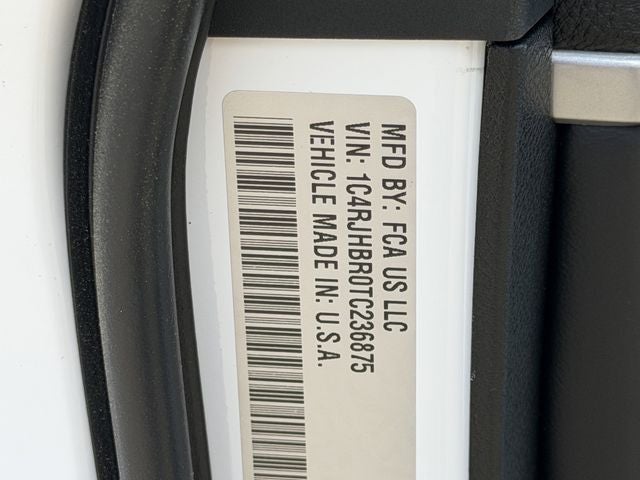 MFD BY: FCA US LLC
VIN: 1C4RJHBR0TC236875
VEHICLE MADE IN: U.S.A.